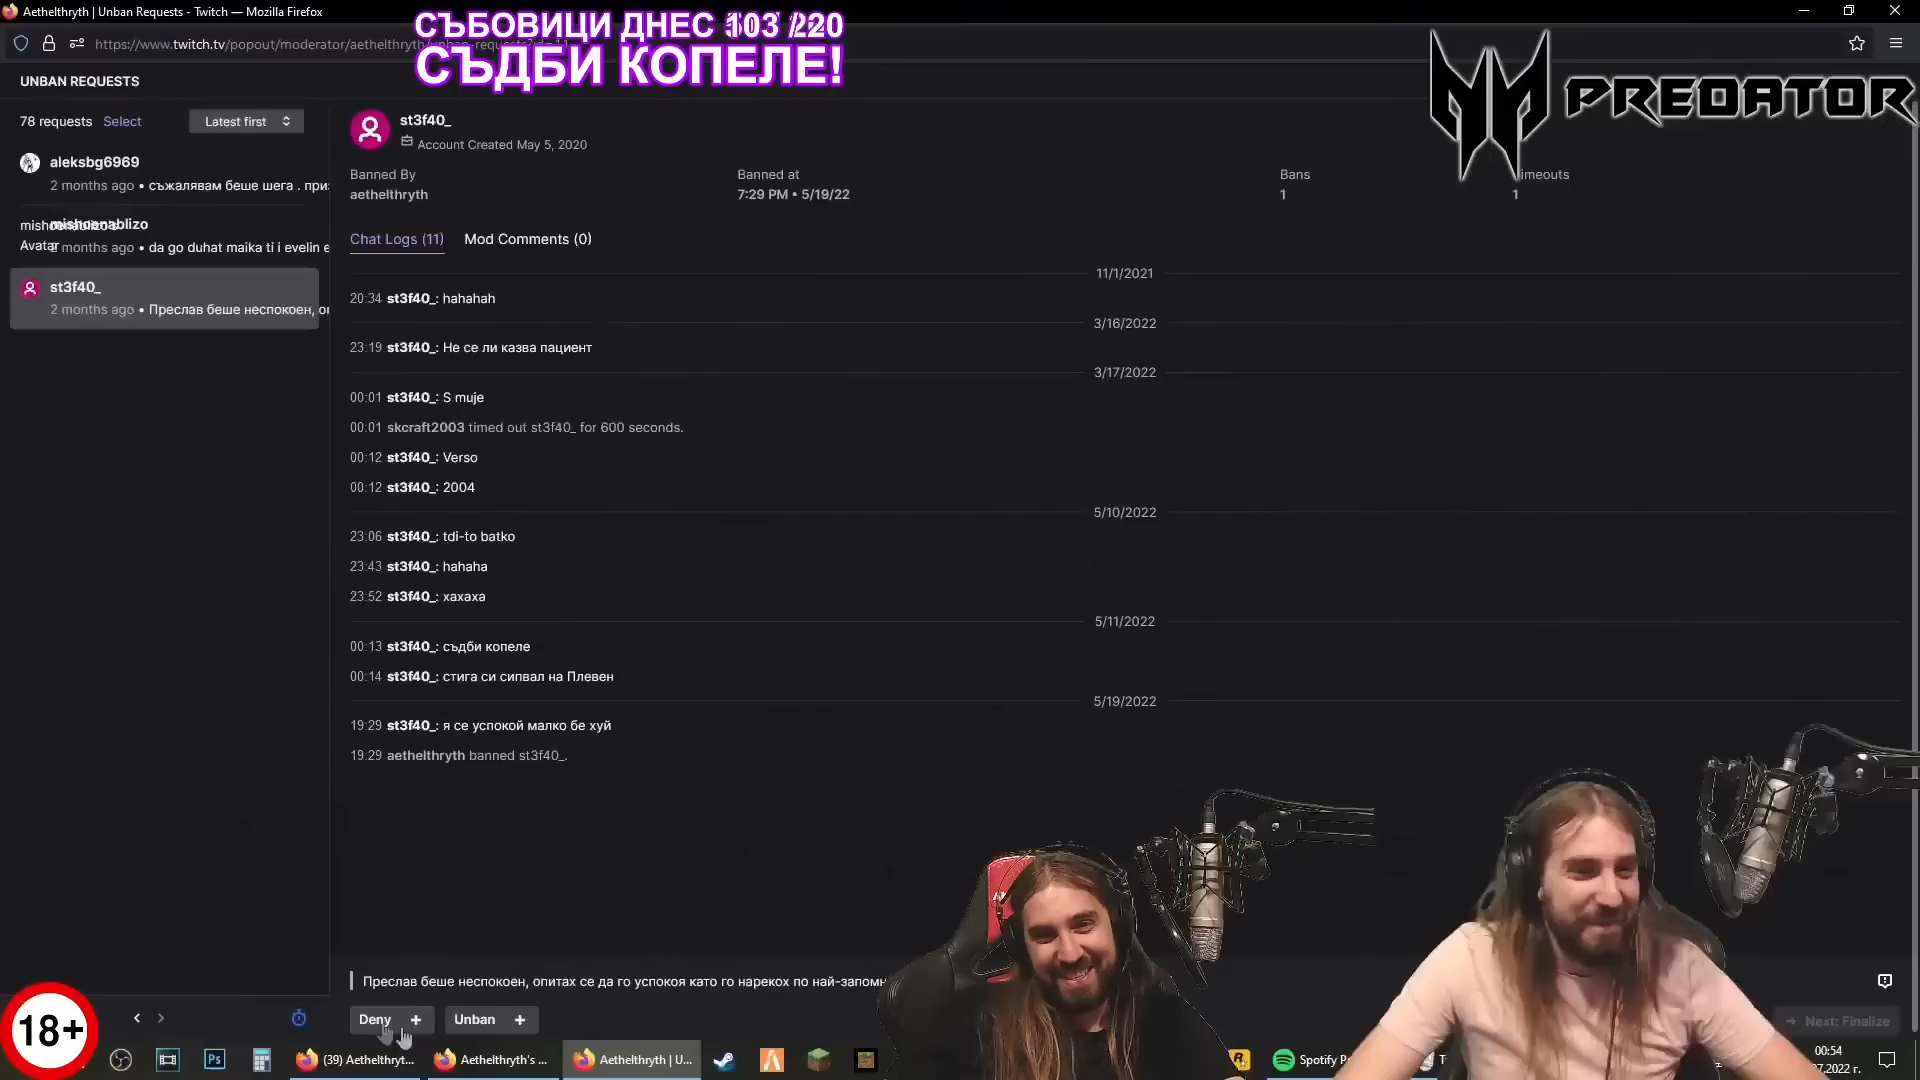 Aethelthryth | Unban Requests - Twitch — Mozilla Firefox
СЪБОВИЦИ ДНЕС 103 / 220
СЪДБИ КОПЕЛЕ!
https://www.twitch.tv/popout/moderator/aethelthryth/unban-requests
PREDATOR
UNBAN REQUESTS
78 requests Select Latest first
aleksbg6969
2 months ago • съжалявам беше шега . при
mishoenablizo
Avatar
2 months ago • da go duhat maika ti i evelin e
st3f40_
2 months ago • Преслав беше неспокоен,
st3f40_
Account Created May 5, 2020
Banned By Banned at Bans Timeouts
aethelthryth 7:29 PM • 5/19/22 1 1
Chat Logs (11) Mod Comments (0)
11/1/2021
20:34 st3f40_: hahahah
3/16/2022
23:19 st3f40_: Не се ли казва пациент
3/17/2022
00:01 st3f40_: S muje
00:01 skcraft2003 timed out st3f40_ for 600 seconds.
00:12 st3f40_: Verso
00:12 st3f40_: 2004
5/10/2022
23:06 st3f40_: tdi-to batko
23:43 st3f40_: hahaha
23:52 st3f40_: хахаха
5/11/2022
00:13 st3f40_: съдби копеле
00:14 st3f40_: стига си сипвал на Плевен
5/19/2022
19:29 st3f40_: я се успокой малко бе хуй
19:29 aethelthryth banned st3f40_.
Преслав беше неспокоен, опитах се да го успокоя като го нарекох по най-запомн
Deny + Unban +
Next: Finalize
18+
Ps
(39) Aethelthryt...
Aethelthryth's ...
Aethelthryth | U...
R
Spotify P
00:54
7.2022 г.